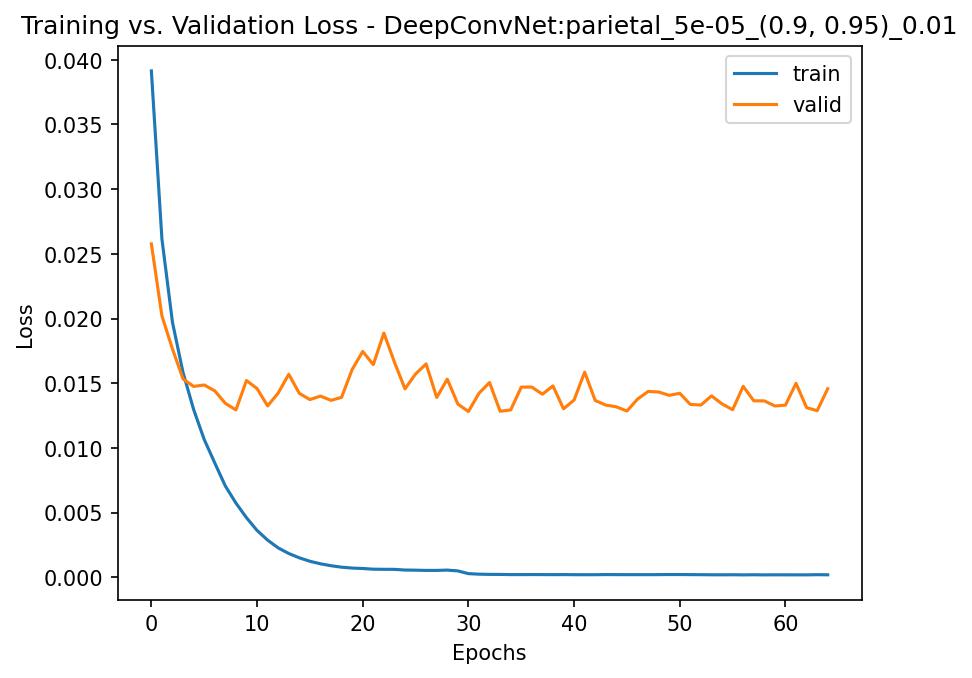 Training vs. Validation Loss - DeepConvNet:parietal_5e-05_(0.9, 0.95)_0.01
train
valid
0.040
0.035
0.030
0.025
0.020
0.015
0.010
0.005
0.000
Loss
0 10 20 30 40 50 60
Epochs